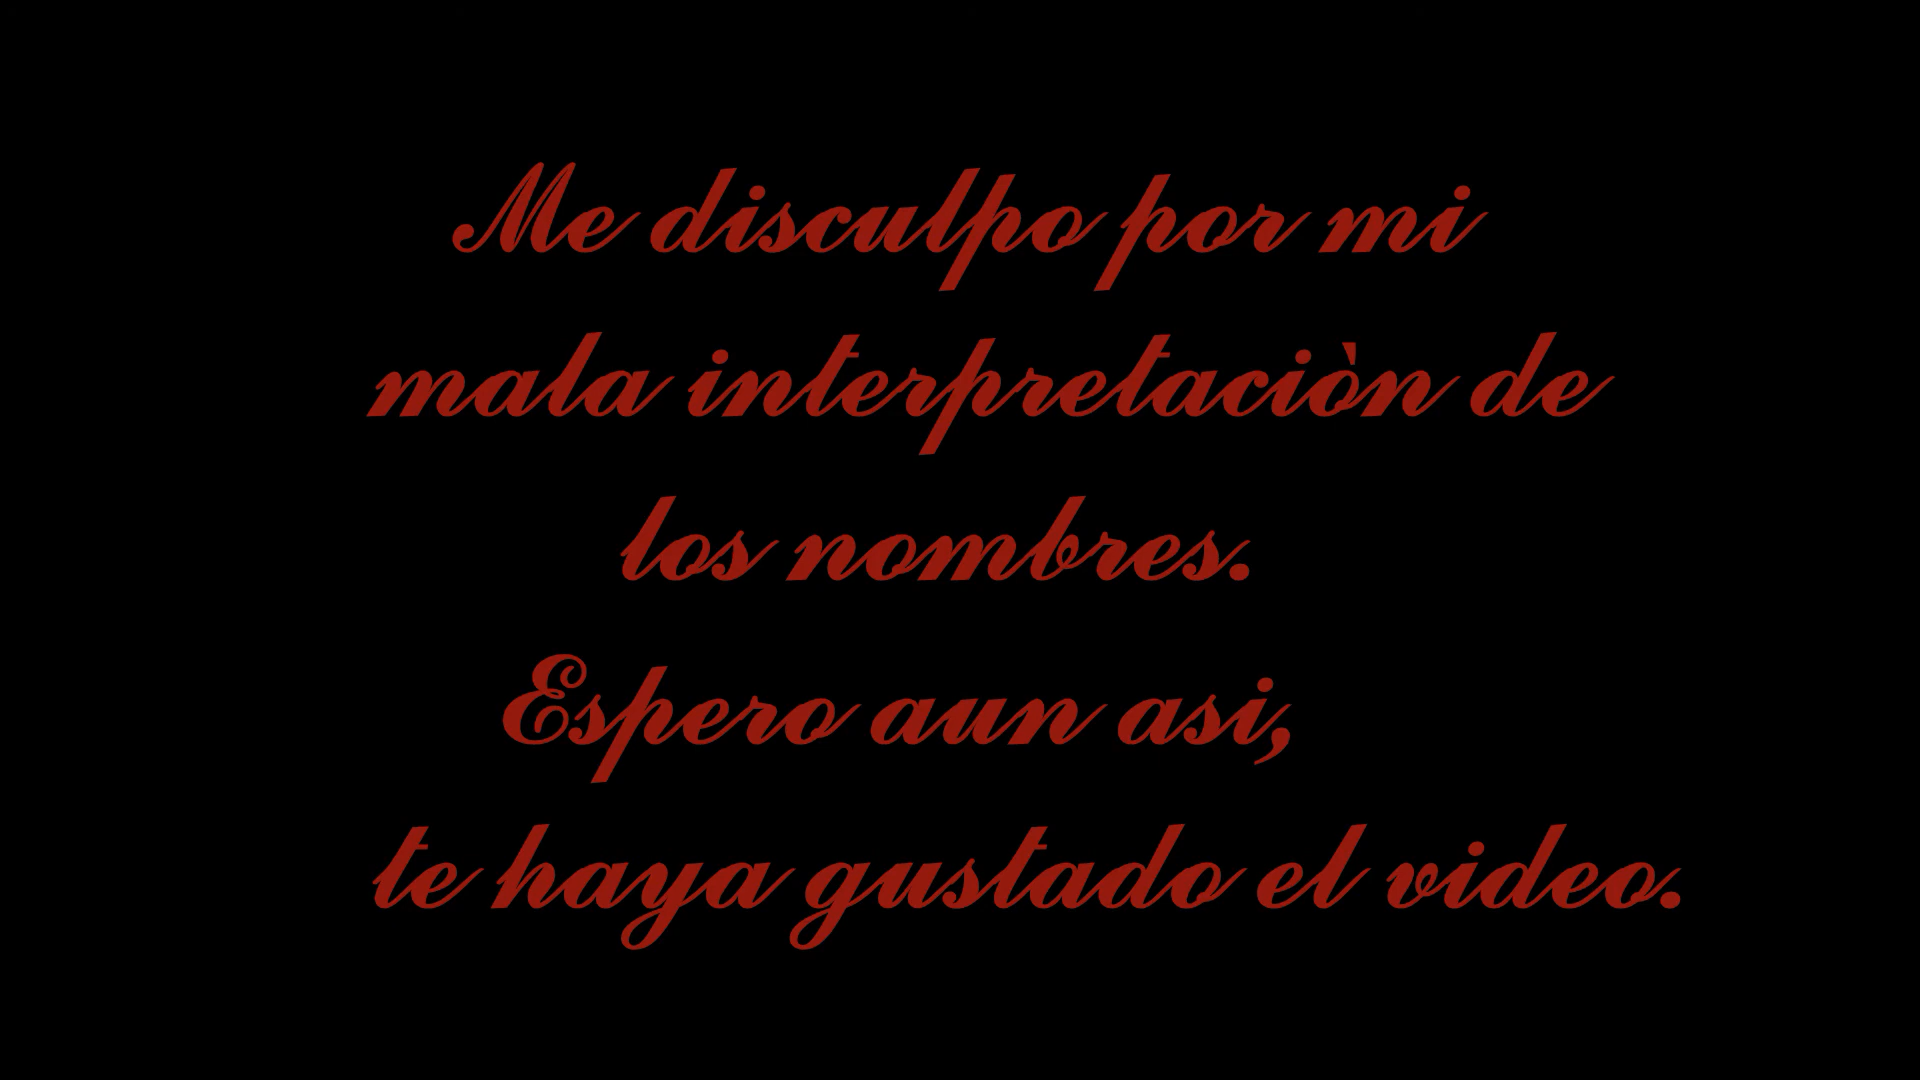 Me disculpo por mi
mala interpretaciòn de
los nombres.
Espero aun asi,
te haya gustado el video.